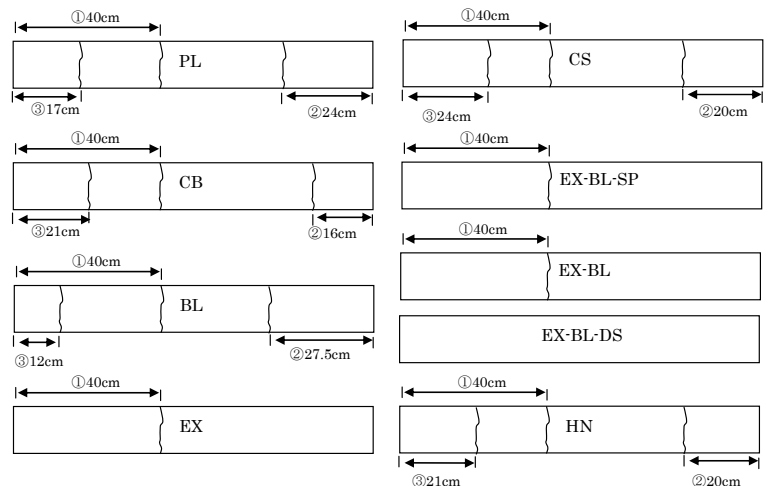 ①40cm
PL
③17cm
②24cm
①40cm
CB
③21cm
②16cm
①40cm
BL
③12cm
②27.5cm
①40cm
EX
①40cm
CS
③24cm
②20cm
①40cm
EX-BL-SP
①40cm
EX-BL
EX-BL-DS
①40cm
HN
③21cm
②20cm